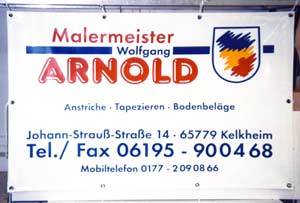 Malermeister
Wolfgang
ARNOLD
Anstriche · Tapezieren · Bodenbeläge
Johann-Strauß-Straße 14 · 65779 Kelkheim
Tel./ Fax 06195 - 900468
Mobiltelefon 0177 - 2090866